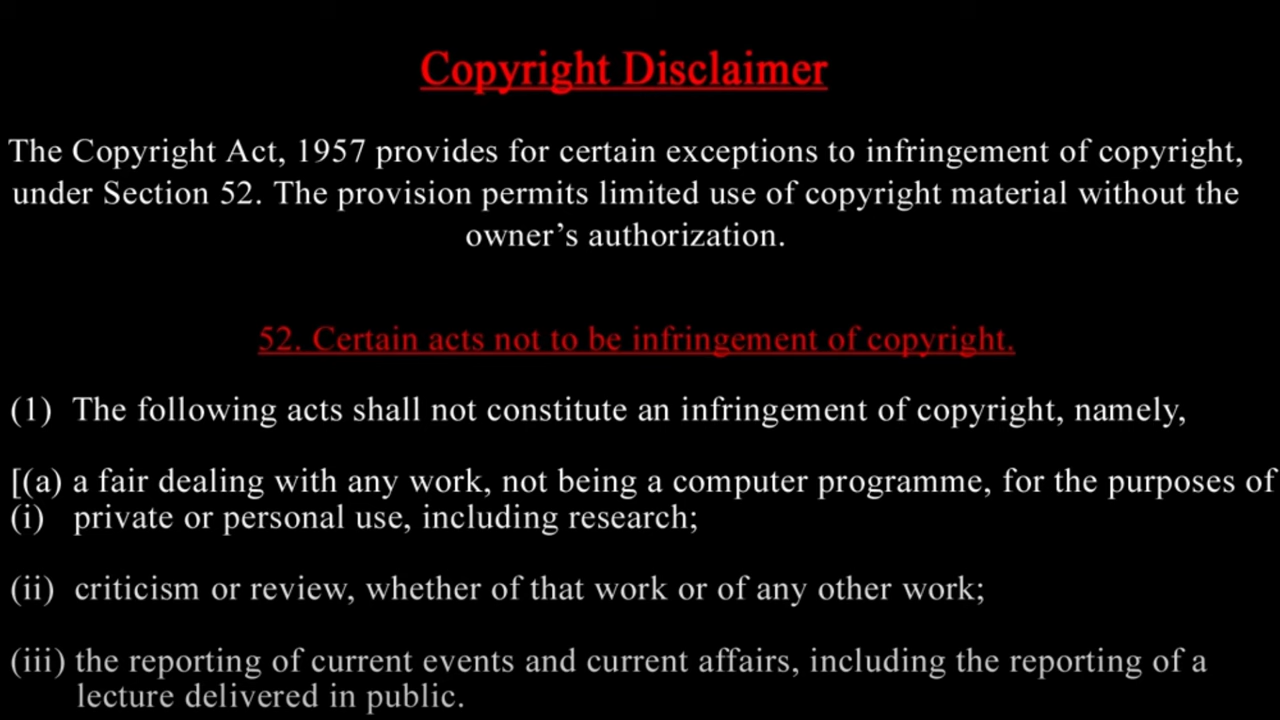 Copyright Disclaimer
The Copyright Act, 1957 provides for certain exceptions to infringement of copyright,
under Section 52. The provision permits limited use of copyright material without the
owner’s authorization.
52. Certain acts not to be infringement of copyright.
(1) The following acts shall not constitute an infringement of copyright, namely,
[(a) a fair dealing with any work, not being a computer programme, for the purposes of
(i) private or personal use, including research;
(ii) criticism or review, whether of that work or of any other work;
(iii) the reporting of current events and current affairs, including the reporting of a
lecture delivered in public.